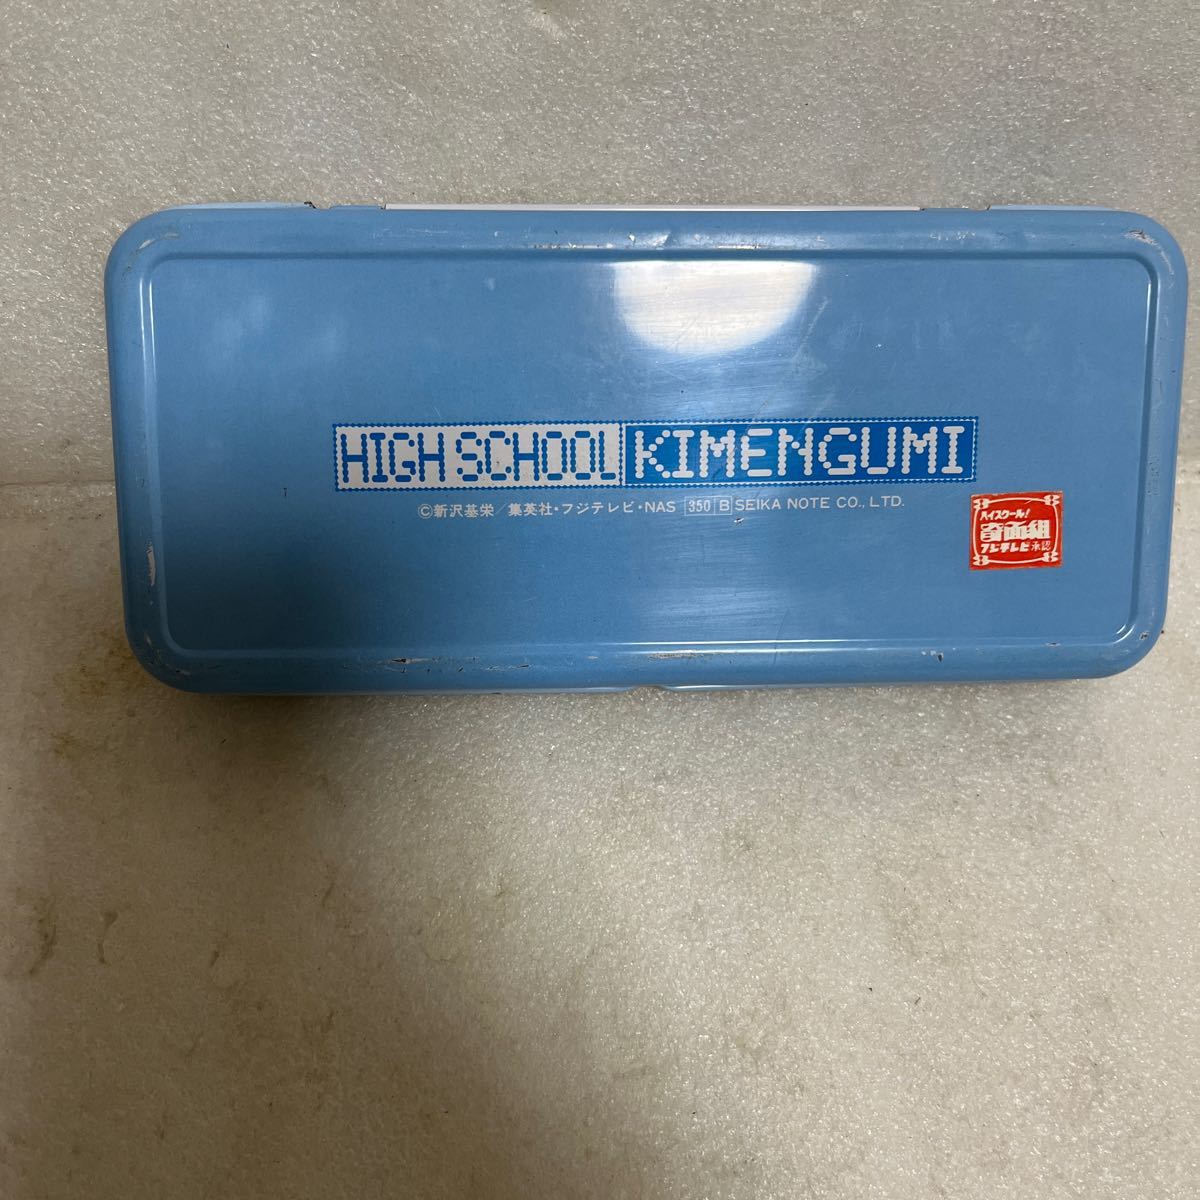 HIGH SCHOOL KIMENGUMI
©新沢基栄/集英社・フジテレビ・NAS 350 B SEIKA NOTE CO., LTD.
ハイスクール!
奇面組
フジテレビ承認